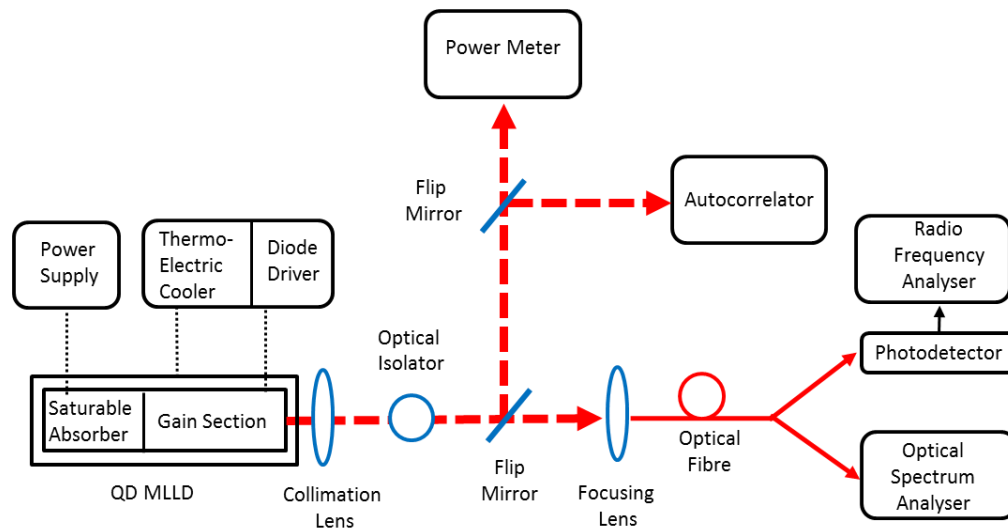 Power Meter
Flip
Mirror
Autocorrelator
Power
Supply
Thermo-
Electric
Cooler
Diode
Driver
Radio
Frequency
Analyser
Optical
Isolator
Photodetector
Saturable
Absorber
Gain Section
QD MLLD
Collimation
Lens
Flip
Mirror
Focusing
Lens
Optical
Fibre
Optical
Spectrum
Analyser